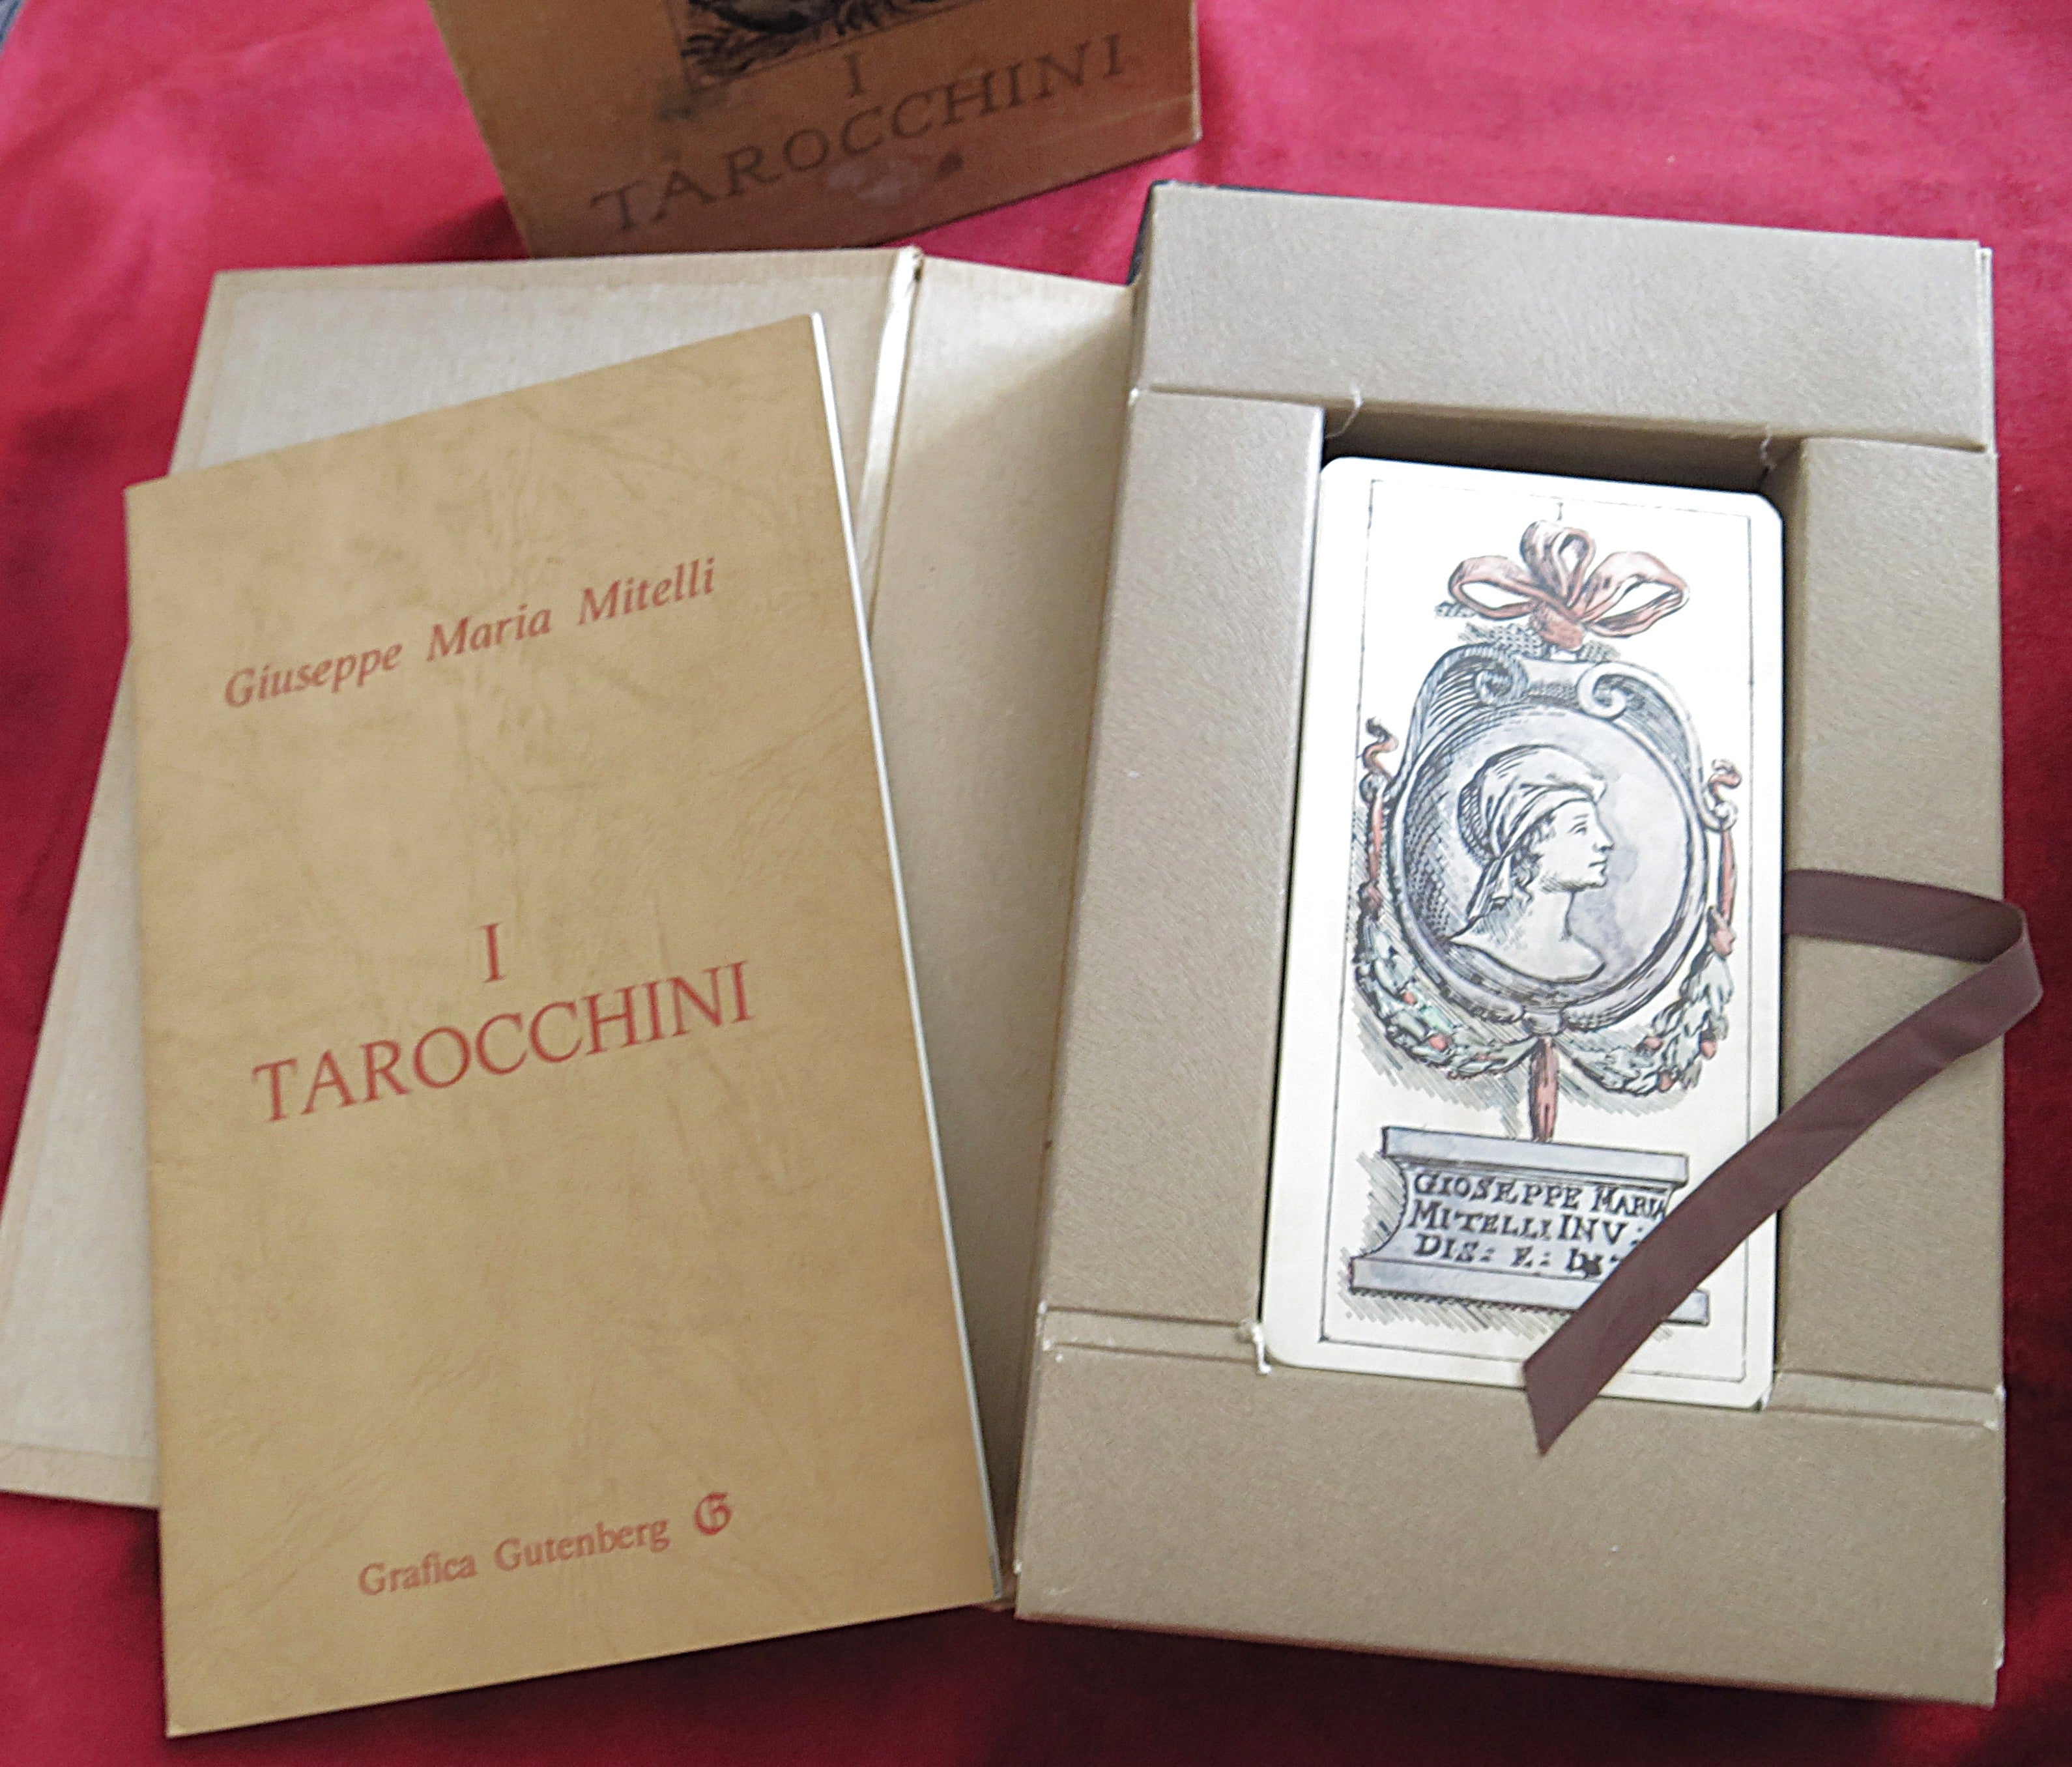 I
TAROCCHINI
Giuseppe Maria Mitelli
I
TAROCCHINI
Grafica Gutenberg G
GIOSEPPE MARIA
MITELLI INV:
DIS: E: